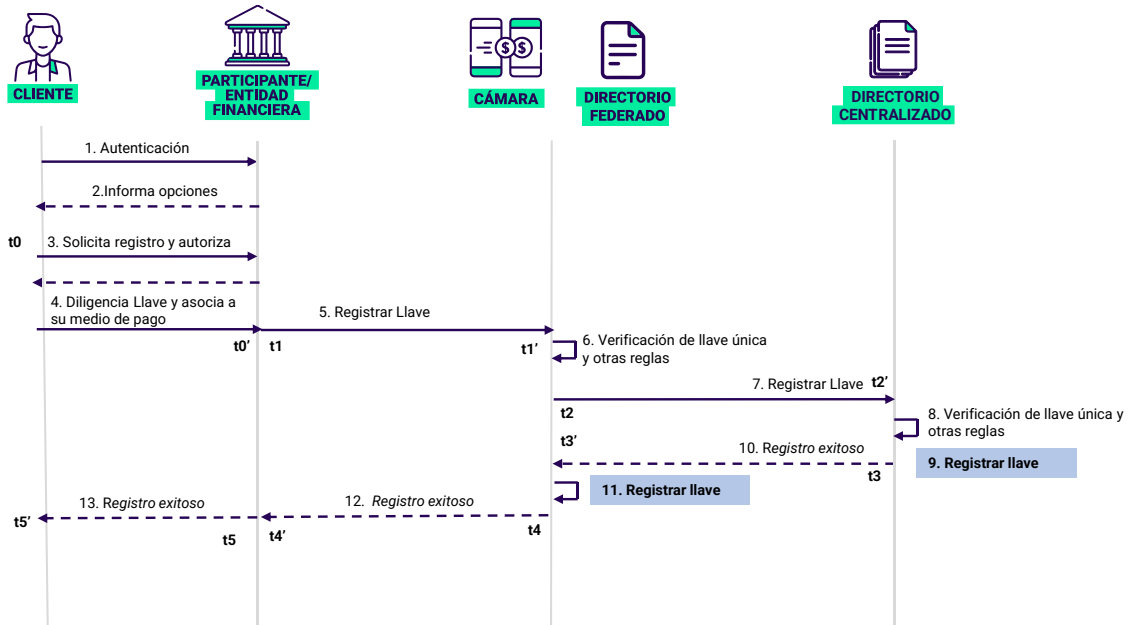 CLIENTE
PARTICIPANTE/
ENTIDAD
FINANCIERA
CÁMARA
DIRECTORIO
FEDERADO
DIRECTORIO
CENTRALIZADO
$ $
1. Autenticación
2.Informa opciones
t0
3. Solicita registro y autoriza
4. Diligencia Llave y asocia a
su medio de pago
t0’
t1
5. Registrar Llave
t1’
6. Verificación de llave única
y otras reglas
7. Registrar Llave
t2’
t2
8. Verificación de llave única y
otras reglas
t3’
10. Registro exitoso
t3
9. Registrar llave
11. Registrar llave
12. Registro exitoso
t4
13. Registro exitoso
t5’
t5
t4’